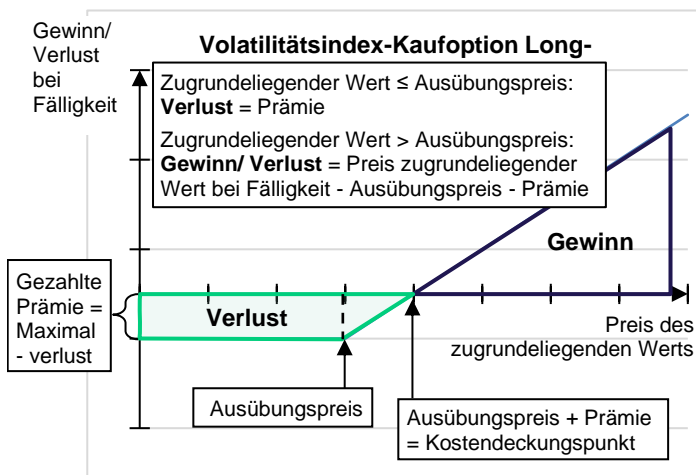 Gewinn/
Verlust
bei
Fälligkeit
Volatilitätsindex-Kaufoption Long-
Zugrundeliegender Wert ≤ Ausübungspreis:
Verlust = Prämie
Zugrundeliegender Wert > Ausübungspreis:
Gewinn/ Verlust = Preis zugrundeliegender
Wert bei Fälligkeit - Ausübungspreis - Prämie
Gewinn
Gezahlte
Prämie =
Maximal
- verlust
Verlust
Preis des
zugrundeliegenden Werts
Ausübungspreis
Ausübungspreis + Prämie
= Kostendeckungspunkt